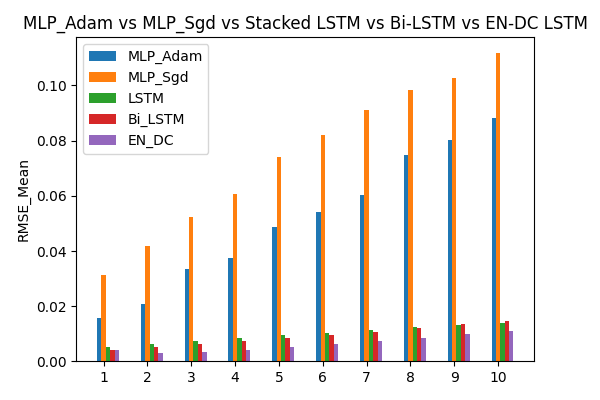 MLP_Adam vs MLP_Sgd vs Stacked LSTM vs Bi-LSTM vs EN-DC LSTM
MLP_Adam
MLP_Sgd
LSTM
Bi_LSTM
EN_DC
RMSE_Mean
0.10
0.08
0.06
0.04
0.02
0.00
1 2 3 4 5 6 7 8 9 10